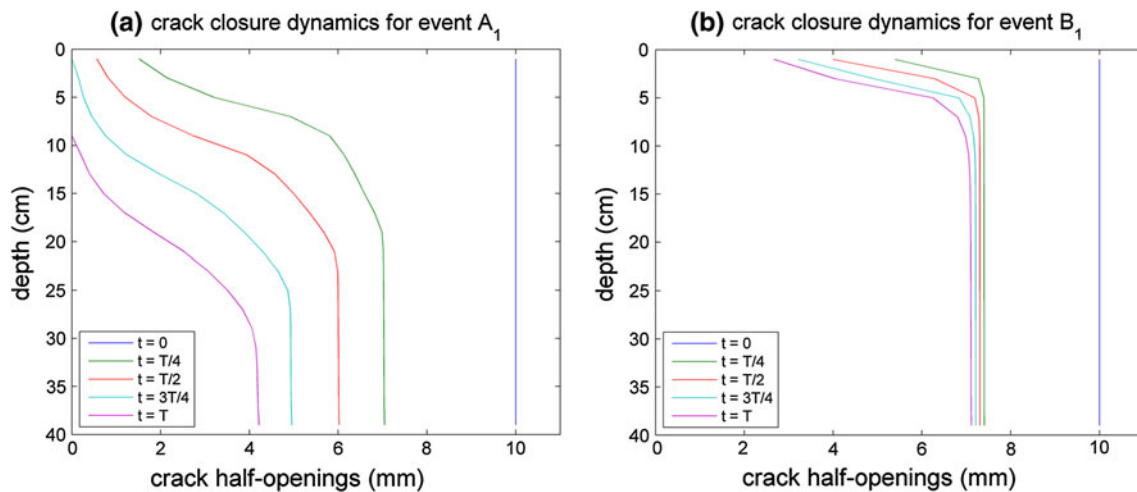 (a) crack closure dynamics for event A1
0
5
10
15
20
25
30
35
40
depth (cm)
t = 0
t = T/4
t = T/2
t = 3T/4
t = T
0 2 4 6 8 10
crack half-openings (mm)
(b) crack closure dynamics for event B1
0
5
10
15
20
25
30
35
40
depth (cm)
t = 0
t = T/4
t = T/2
t = 3T/4
t = T
0 2 4 6 8 10
crack half-openings (mm)